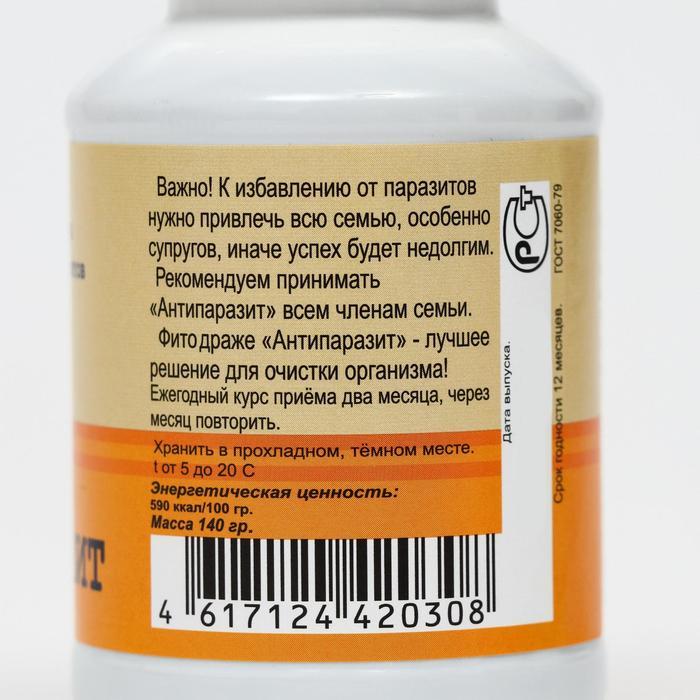 Важно! К избавлению от паразитов
нужно привлечь всю семью, особенно
супругов, иначе успех будет недолгим.
Рекомендуем принимать
«Антипаразит» всем членам семьи.
Фито драже «Антипаразит» - лучшее
решение для очистки организма!
Ежегодный курс приёма два месяца, через
месяц повторить.
Хранить в прохладном, тёмном месте.
t от 5 до 20 С
Энергетическая ценность:
590 ккал/100 гр.
Масса 140 гр.
4 617124 420308
Дата выпуска.
РСТ
Срок годности 12 месяцев. ГОСТ 7060-79